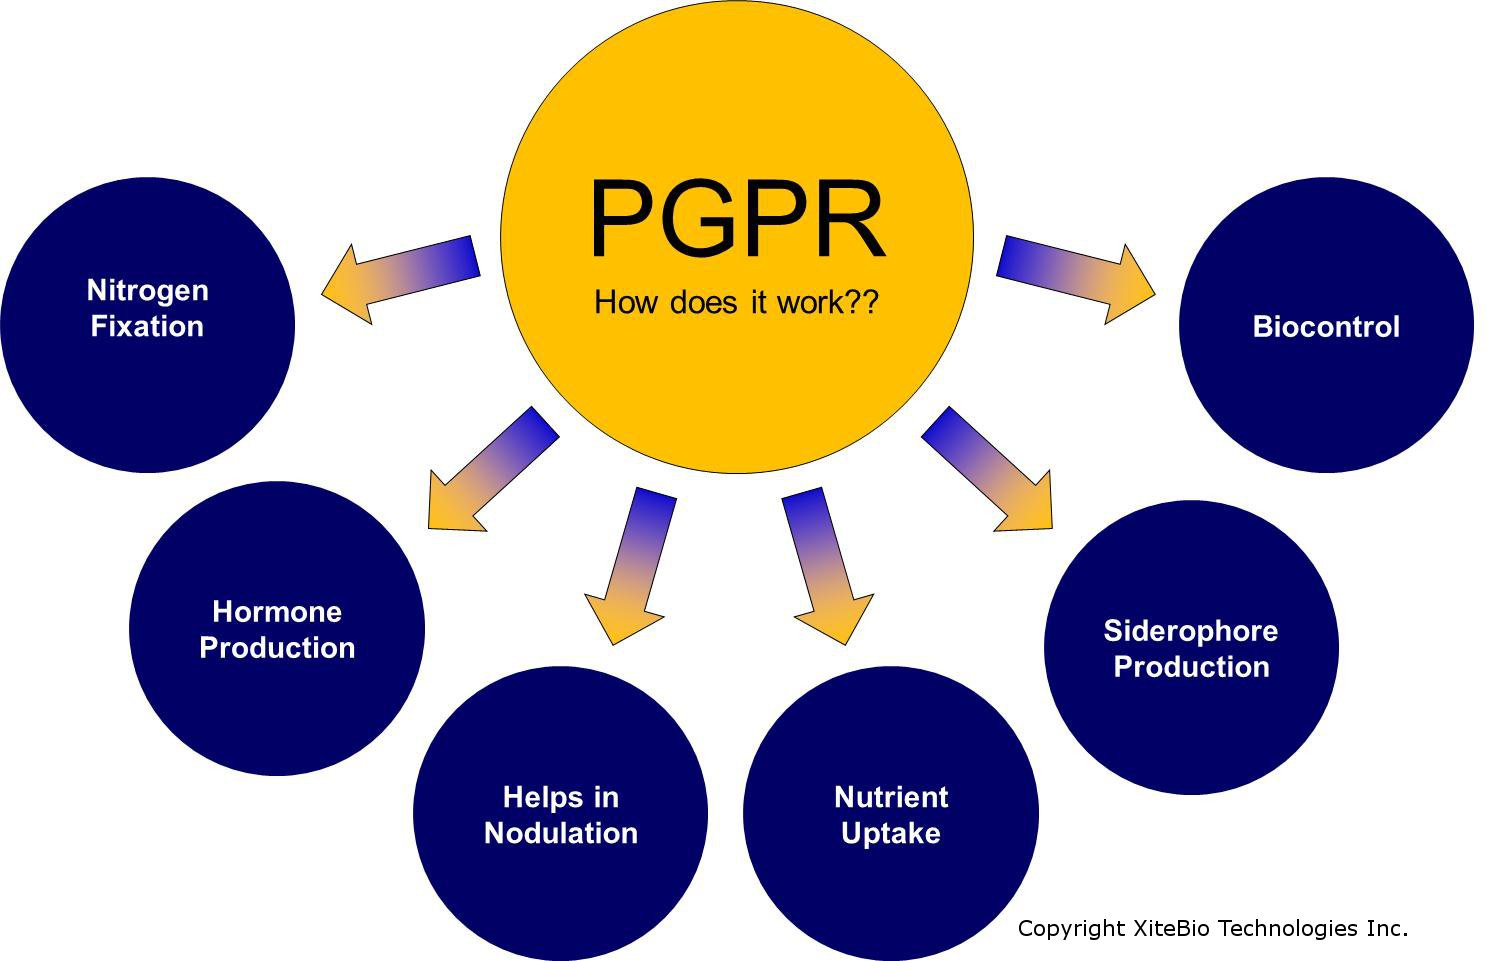 PGPR
How does it work??
Nitrogen
Fixation
Hormone
Production
Helps in
Nodulation
Nutrient
Uptake
Siderophore
Production
Biocontrol
Copyright XiteBio Technologies Inc.